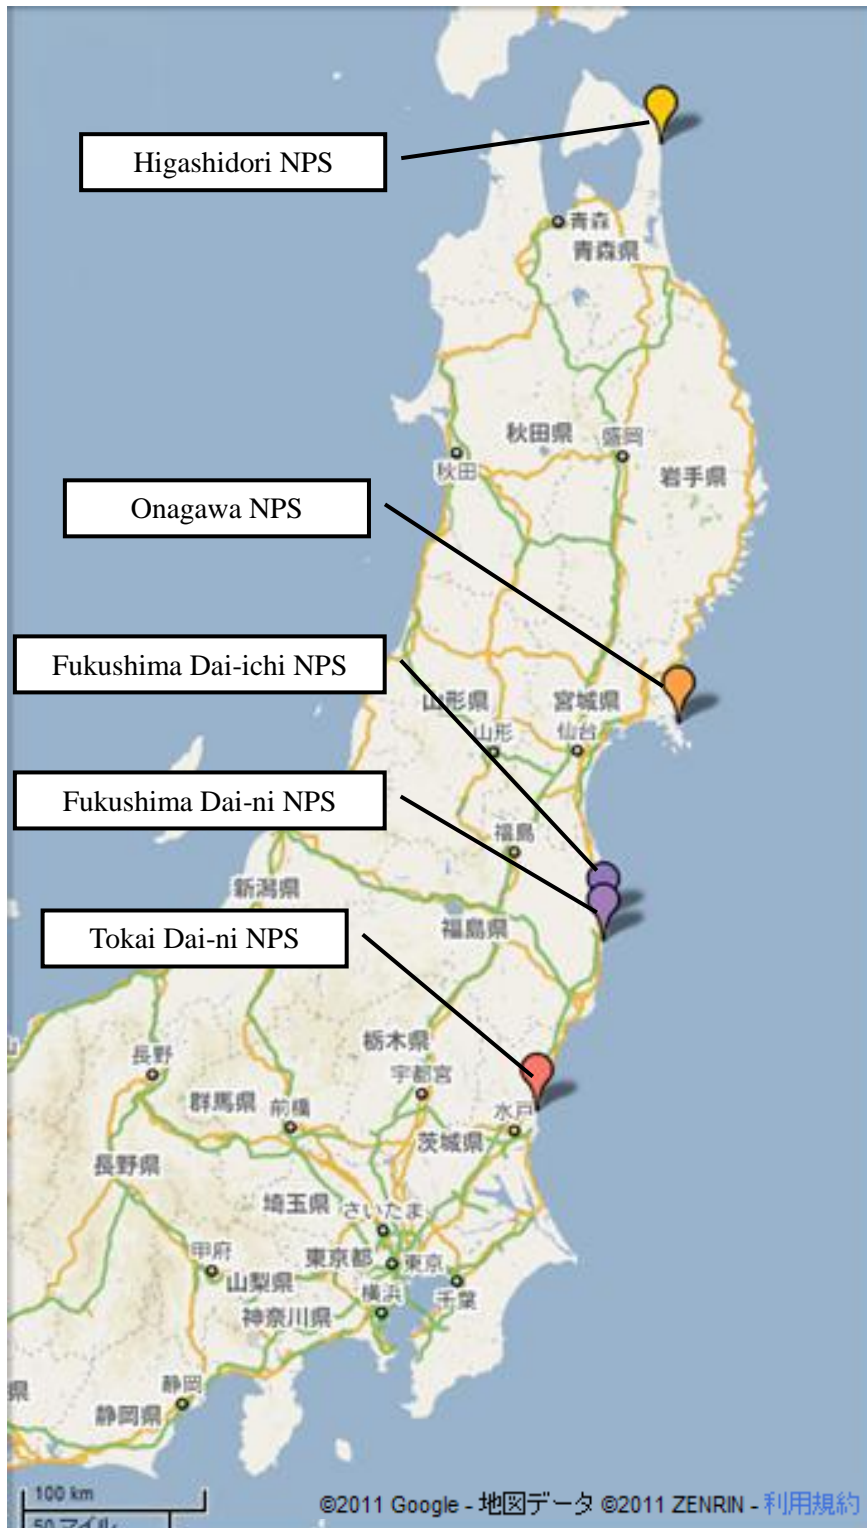 Higashidori NPS
青森
青森県
秋田県
盛岡
秋田
岩手県
Onagawa NPS
Fukushima Dai-ichi NPS
山形県
宮城県
山形
仙台
Fukushima Dai-ni NPS
福島
新潟県
福島県
Tokai Dai-ni NPS
栃木県
長野
宇都宮
群馬県
前橋
水戸
茨城県
長野県
埼玉県
さいたま
甲府
東京都
東京
山梨県
横浜
千葉
神奈川県
静岡
県
静岡県
100 km
50 マイル
©2011 Google - 地図データ ©2011 ZENRIN - 利用規約